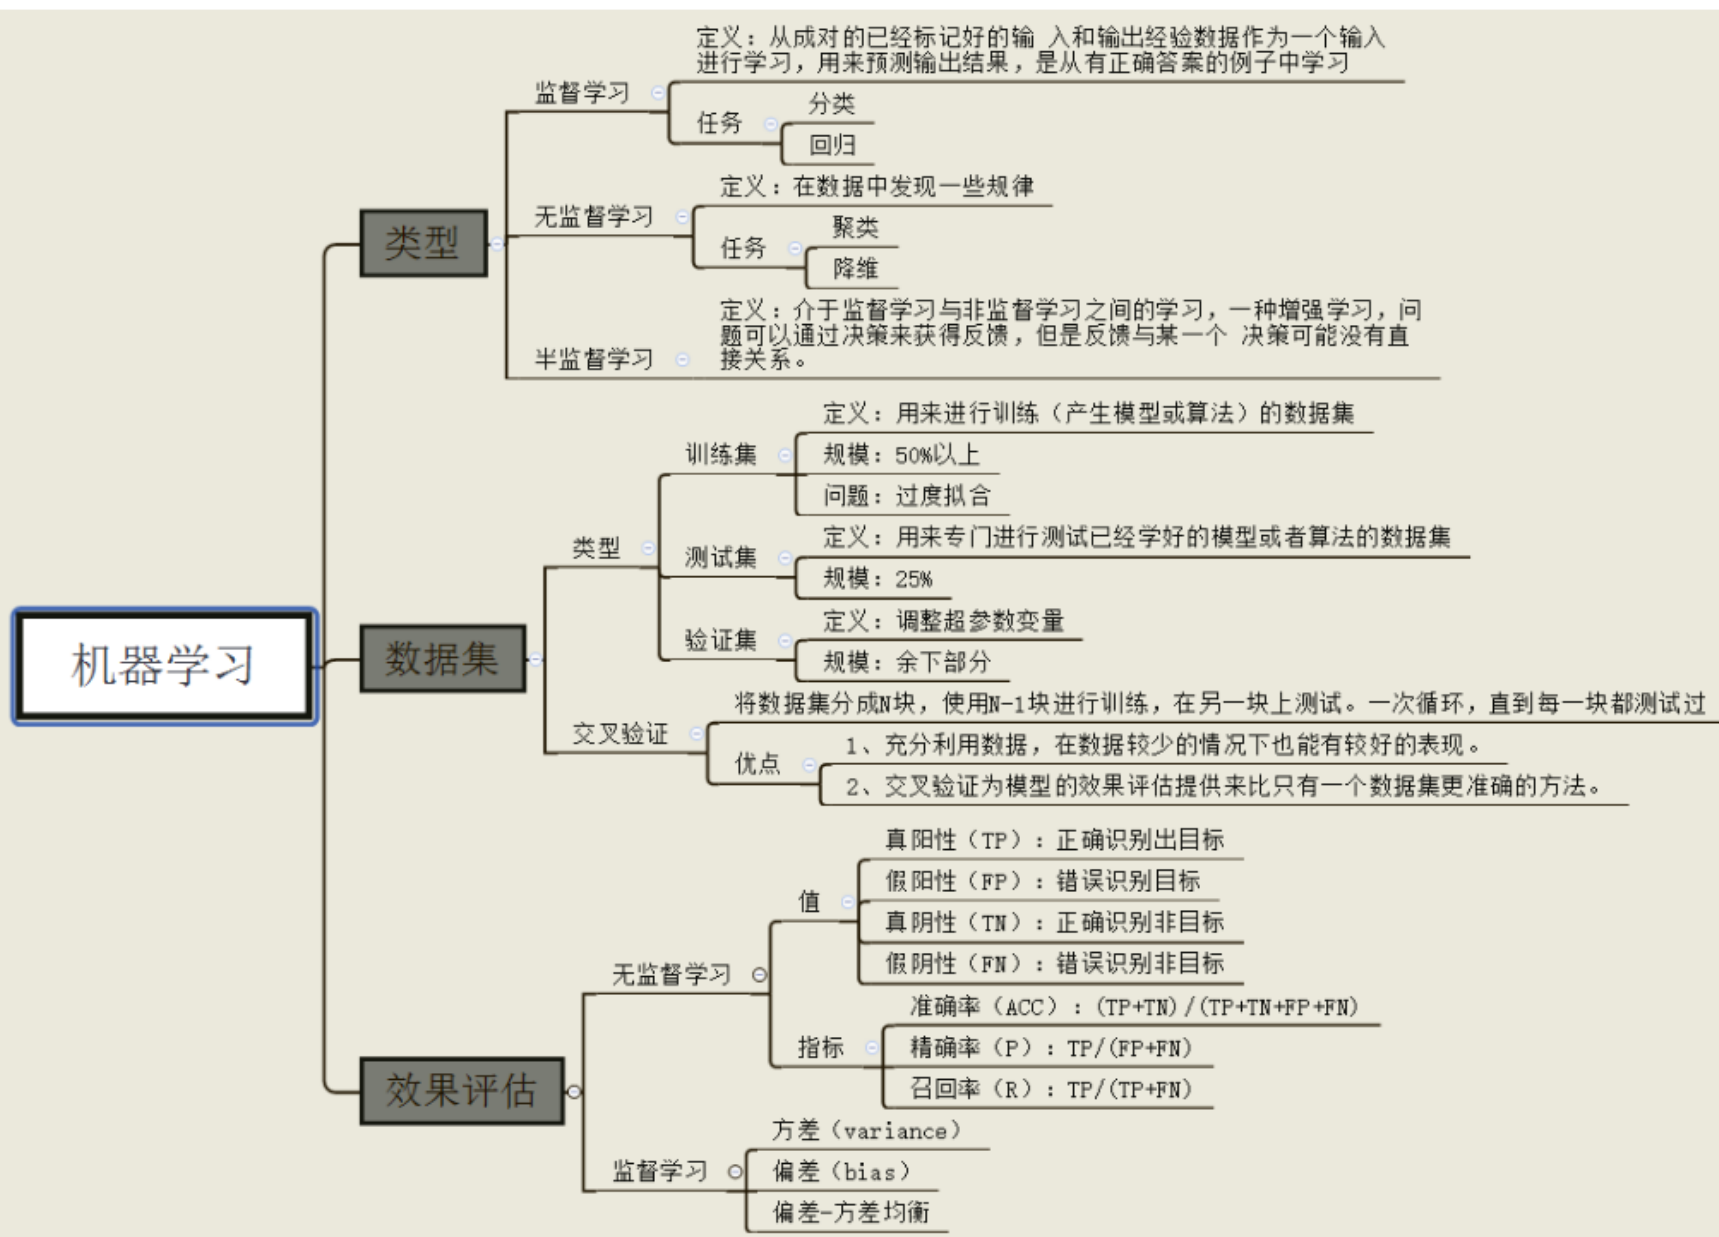 机器学习
类型
监督学习
定义：从成对的已经标记好的输 入和输出经验数据作为一个输入
进行学习，用来预测输出结果，是从有正确答案的例子中学习
任务
分类
回归
无监督学习
定义：在数据中发现一些规律
任务
聚类
降维
半监督学习
定义：介于监督学习与非监督学习之间的学习，一种增强学习，问
题可以通过决策来获得反馈，但是反馈与某一个 决策可能没有直
接关系。
数据集
类型
训练集
定义：用来进行训练（产生模型或算法）的数据集
规模：50%以上
问题：过度拟合
测试集
定义：用来专门进行测试已经学好的模型或者算法的数据集
规模：25%
验证集
定义：调整超参数变量
规模：余下部分
交叉验证
将数据集分成N块，使用N-1块进行训练，在另一块上测试。一次循环，直到每一块都测试过
优点
1、充分利用数据，在数据较少的情况下也能有较好的表现。
2、交叉验证为模型的效果评估提供来比只有一个数据集更准确的方法。
效果评估
无监督学习
值
真阳性（TP）：正确识别出目标
假阳性（FP）：错误识别目标
真阴性（TN）：正确识别非目标
假阴性（FN）：错误识别非目标
指标
准确率（ACC）：(TP+TN)/(TP+TN+FP+FN)
精确率（P）：TP/(FP+FN)
召回率（R）：TP/(TP+FN)
监督学习
方差（variance）
偏差（bias）
偏差-方差均衡